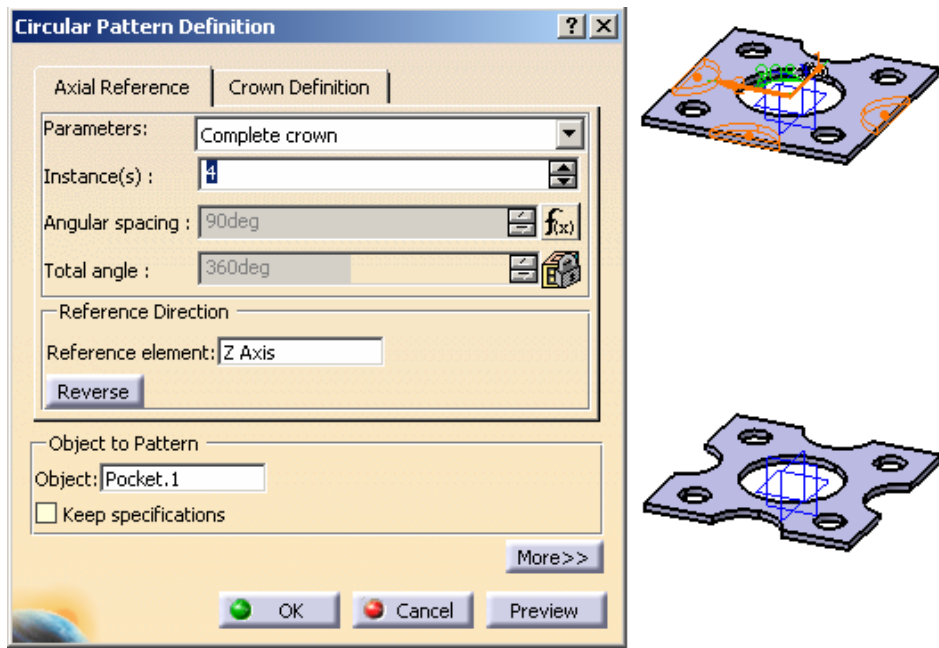 Circular Pattern Definition
Axial Reference
Crown Definition
Parameters:
Complete crown
Instance(s) :
4
Angular spacing :
90deg
f(x)
Total angle :
360deg
Reference Direction
Reference element:
Z Axis
Reverse
Object to Pattern
Object:
Pocket.1
Keep specifications
More>>
OK
Cancel
Preview